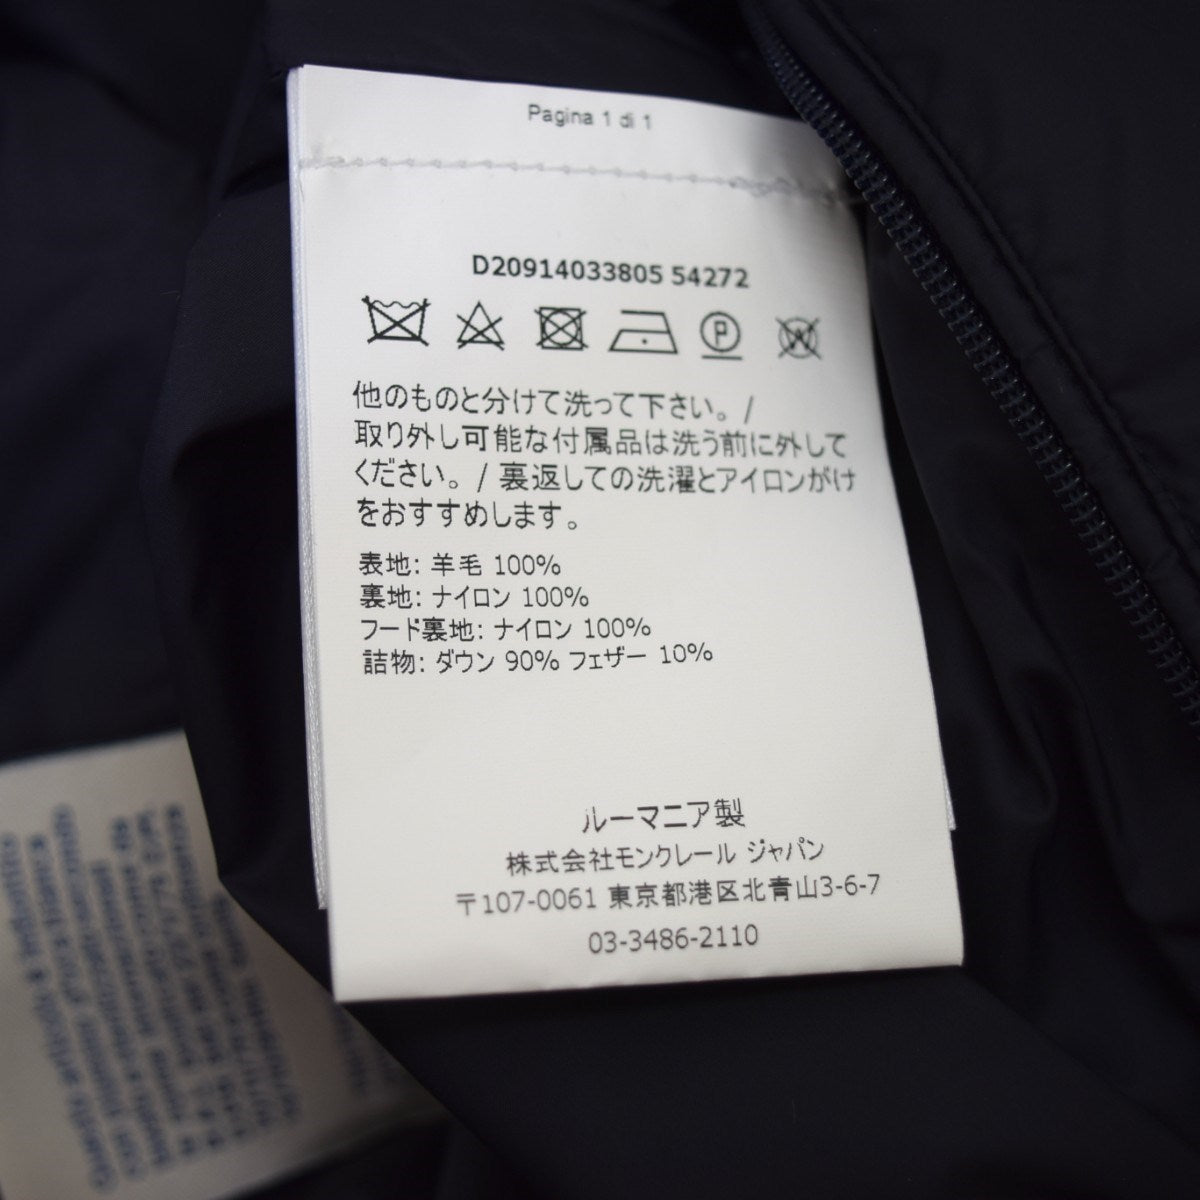 Pagina 1 di 1
D20914033805 54272
P
W
他のものと分けて洗って下さい。/
取り外し可能な付属品は洗う前に外して
ください。/ 裏返しての洗濯とアイロンがけ
をおすすめします。
表地: 羊毛 100%
裏地: ナイロン 100%
フード裏地: ナイロン 100%
詰物: ダウン 90% フェザー 10%
ルーマニア製
株式会社モンクレール ジャパン
〒107-0061 東京都港区北青山3-6-7
03-3486-2110